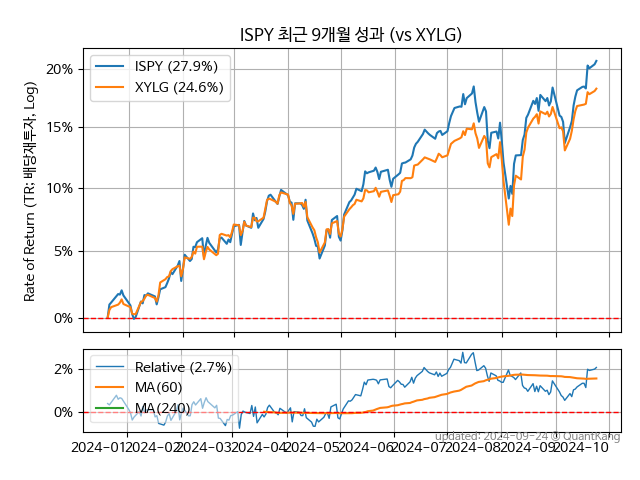 ISPY 최근 9개월 성과 (vs XYLG)
Rate of Return (TR: 배당재투자, Log)
20%
15%
10%
5%
0%
ISPY (27.9%)
XYLG (24.6%)
2%
0%
Relative (2.7%)
MA(60)
MA(240)
2024-01 2024-02 2024-03 2024-04 2024-05 2024-06 2024-07 2024-08 2024-09 2024-10
updated: 2024-09-24 @ QuantKang